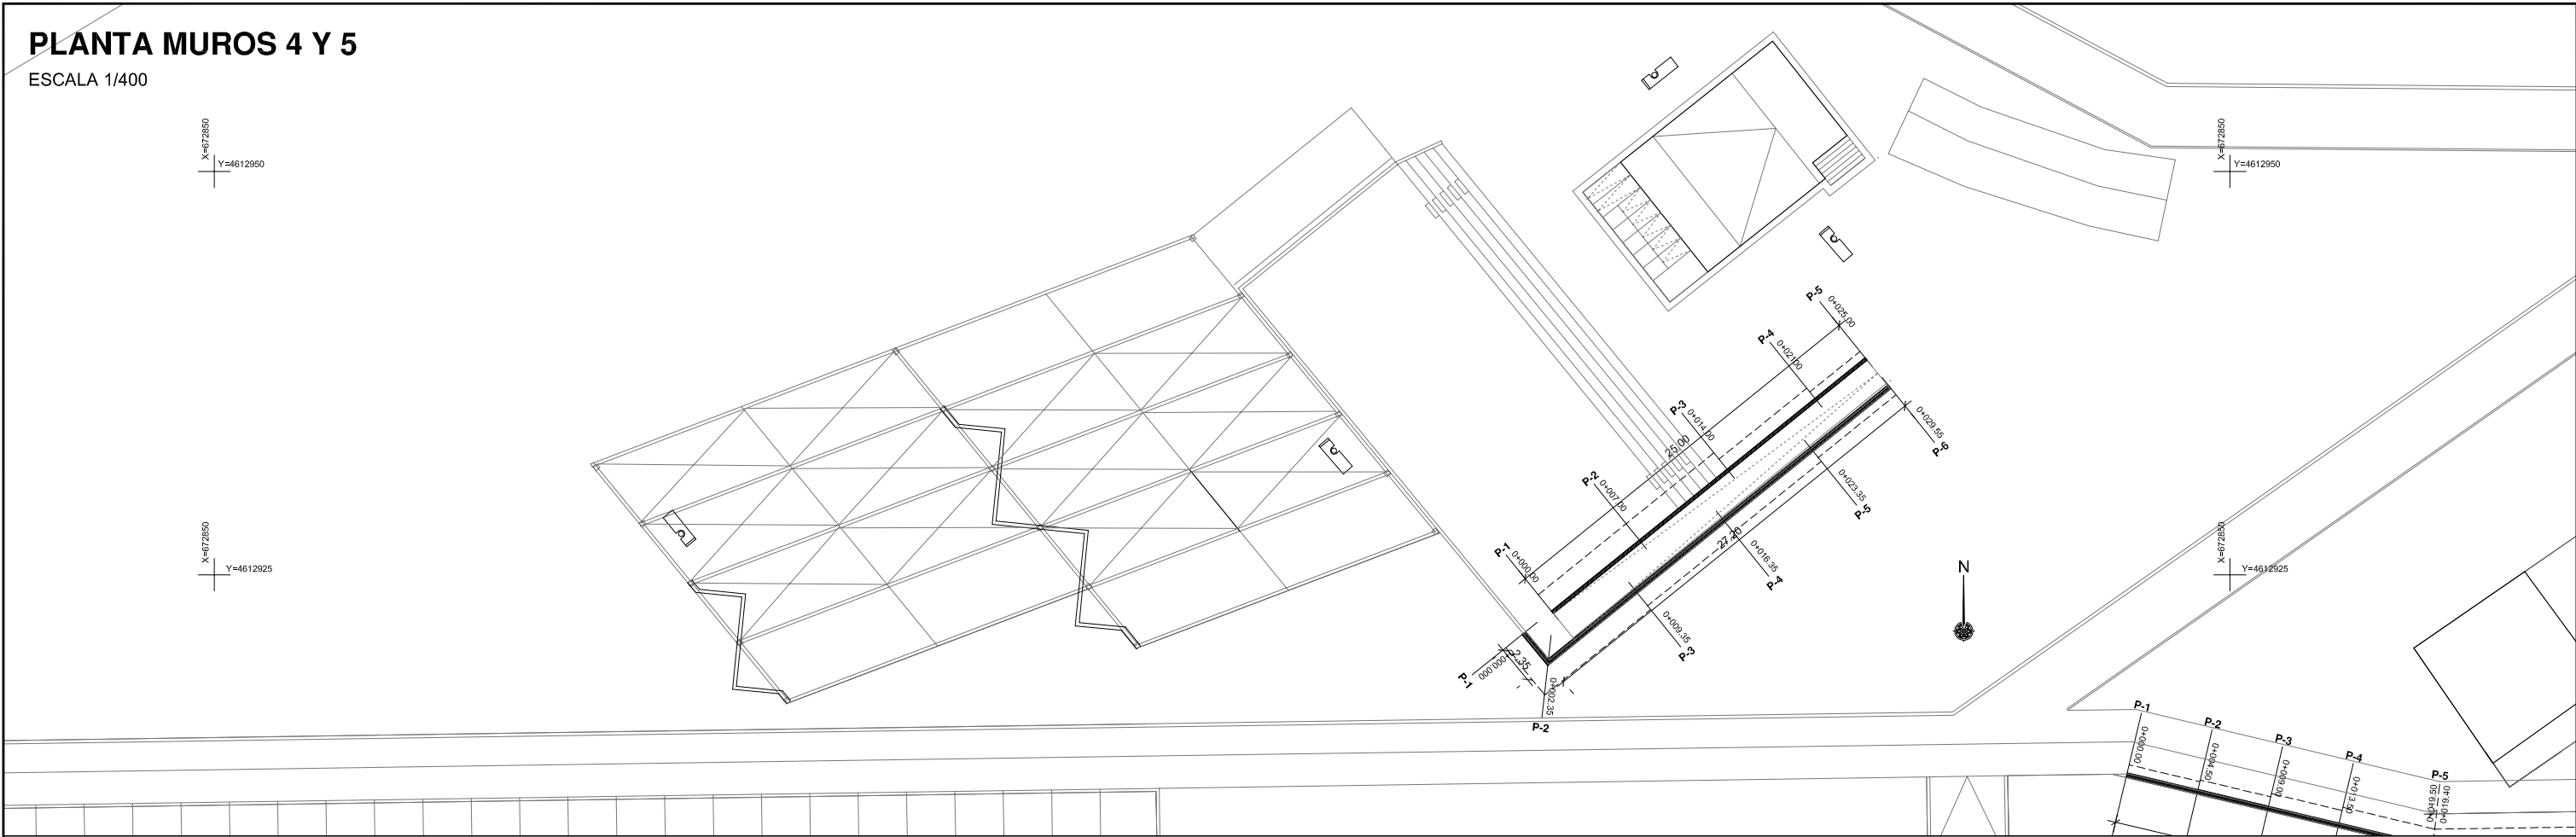 PLANTA MUROS 4 Y 5
ESCALA 1/400
X=672850
Y=4612950
X=672850
Y=4612950
X=672850
Y=4612925
X=672850
Y=4612925
P-1
0+000.00
P-2
0+007.00
P-3
0+014.00
25.00
P-4
0+021.00
P-5
0+025.00
P-1
0+000.000
2.35
P-2
0+002.35
P-3
0+009.35
P-4
0+016.35
27.20
P-5
0+023.35
P-6
0+029.55
N
P-1
0+000.00
P-2
0+004.50
P-3
0+009.00
P-4
0+013.50
P-5
0+019.40